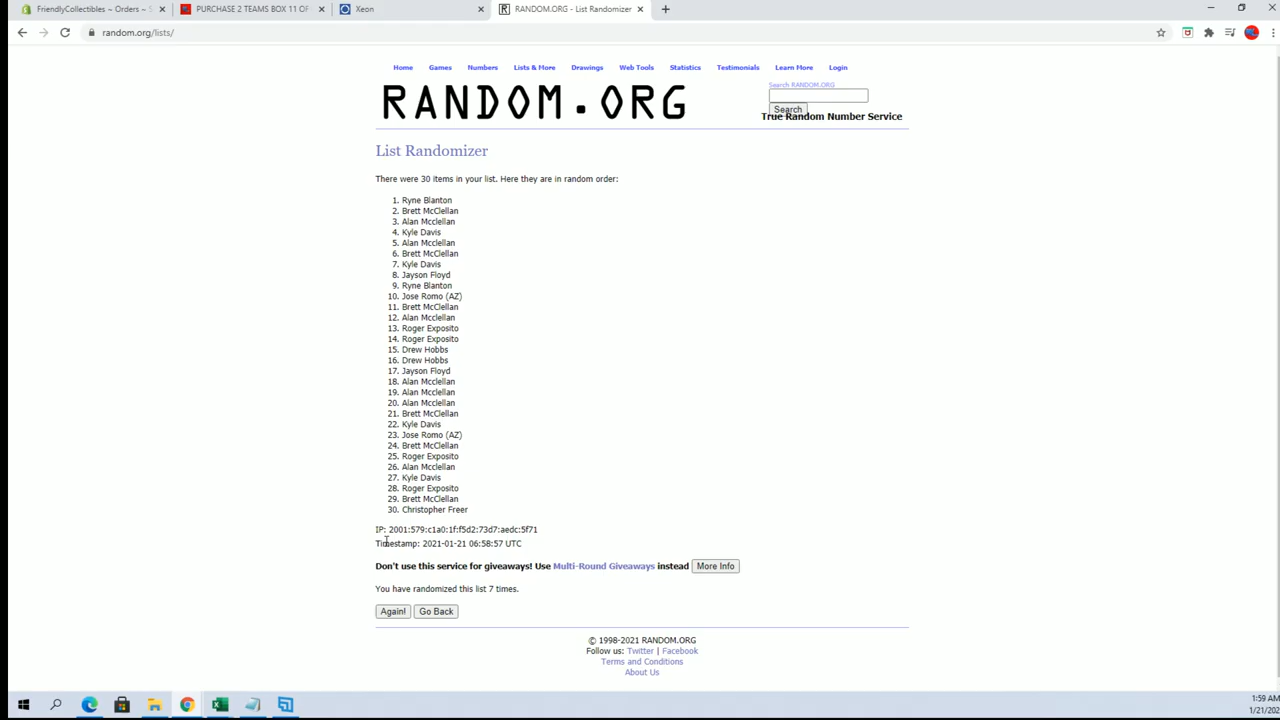 FriendlyCollectibles ~ Orders ~ S
PURCHASE 2 TEAMS BOX 11 OF
Xeon
RANDOM.ORG - List Randomizer
random.org/lists/
Home Games Numbers Lists & More Drawings Web Tools Statistics Testimonials Learn More Login
Search RANDOM.ORG
Search
RANDOM.ORG
True Random Number Service
List Randomizer
There were 30 items in your list. Here they are in random order:
1. Ryne Blanton
2. Brett McClellan
3. Alan Mcclellan
4. Kyle Davis
5. Alan Mcclellan
6. Brett McClellan
7. Kyle Davis
8. Jayson Floyd
9. Ryne Blanton
10. Jose Romo (AZ)
11. Brett McClellan
12. Alan Mcclellan
13. Roger Exposito
14. Roger Exposito
15. Drew Hobbs
16. Drew Hobbs
17. Jayson Floyd
18. Alan Mcclellan
19. Alan Mcclellan
20. Alan Mcclellan
21. Brett McClellan
22. Kyle Davis
23. Jose Romo (AZ)
24. Brett McClellan
25. Roger Exposito
26. Alan Mcclellan
27. Kyle Davis
28. Roger Exposito
29. Brett McClellan
30. Christopher Freer
IP: 2001:579:c1a0:1f:f5d2:73d7:aedc:5f71
Timestamp: 2021-01-21 06:58:57 UTC
Don't use this service for giveaways! Use Multi-Round Giveaways instead More Info
You have randomized this list 7 times.
Again! Go Back
© 1998-2021 RANDOM.ORG
Follow us: Twitter | Facebook
Terms and Conditions
About Us
1:59 AM
1/21/202